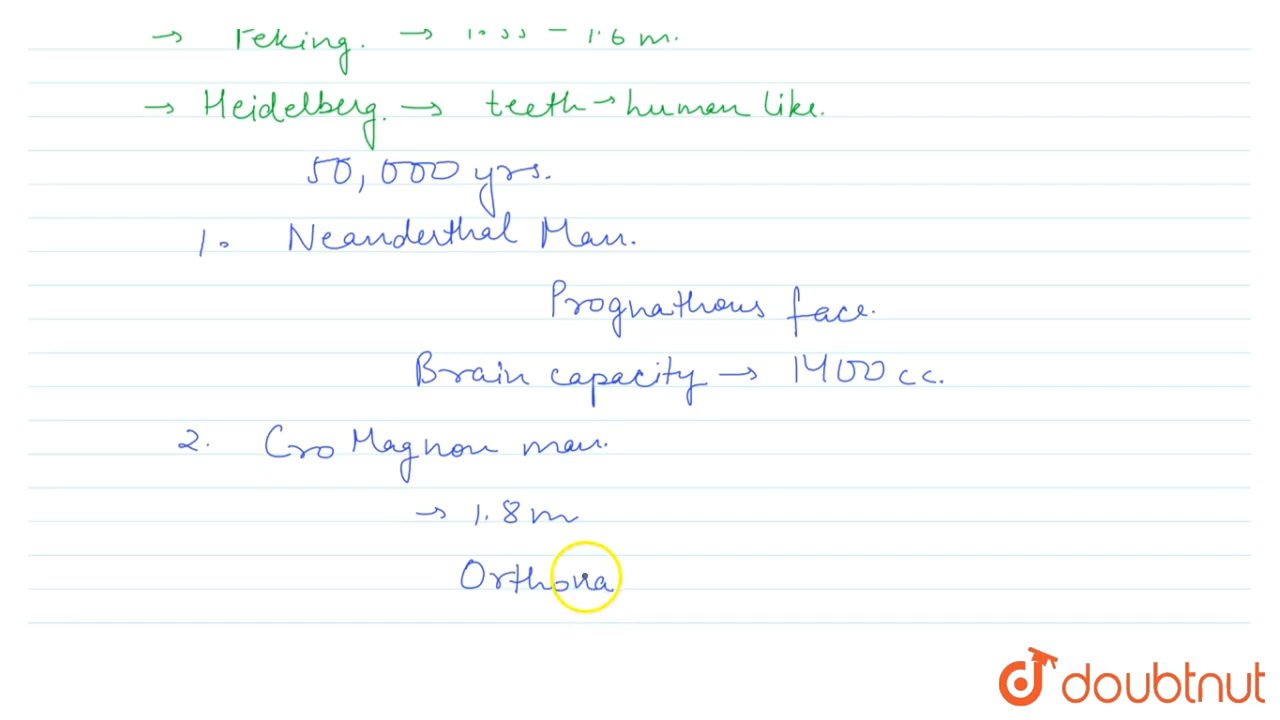 → Peking. → 1.55 – 1.6 m.
→ Heidelberg. → teeth → human like.
50,000 yrs.
1. Neanderthal Man.
Prognathous face.
Brain capacity → 1400 cc.
2. Cro Magnon man.
→ 1.8 m
Orthona
doubtnut